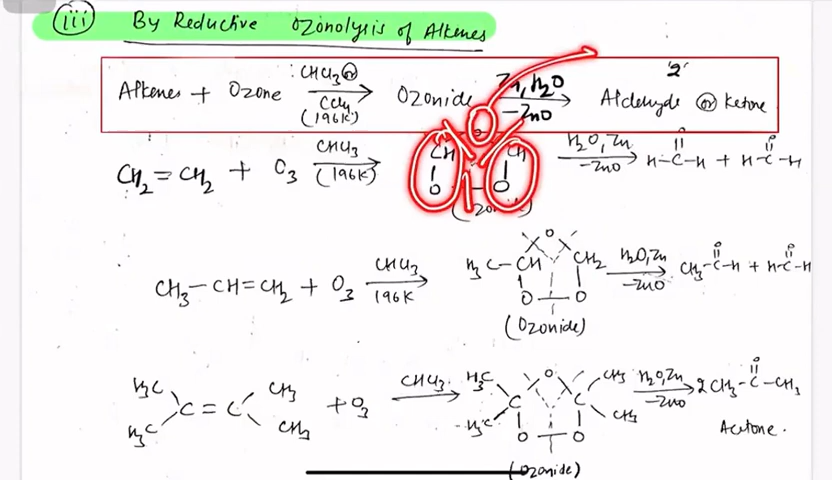 (iii) By Reductive Ozonolysis of Alkenes
Alkenes + Ozone CHCl3 or CCl4 (196K) → Ozonide Zn, H2O -ZnO → Aldehyde or Ketone '2'
CH2=CH2 + O3 CHCl3 (196K) → CH O CH O O H2O, Zn -ZnO → H-C-H O + H-C-H O
CH3-CH=CH2 + O3 CHCl3 196K → H3C-CH O CH2 O-O H2O, Zn -ZnO → CH3-C-H O + H-C-H O
(Ozonide)
H3C H3C C=C CH3 CH3 + O3 CHCl3 → H3C H3C C O C CH3 CH3 O-O H2O, Zn -ZnO → 2CH3-C-CH3 O
Acetone.
(Ozonide)